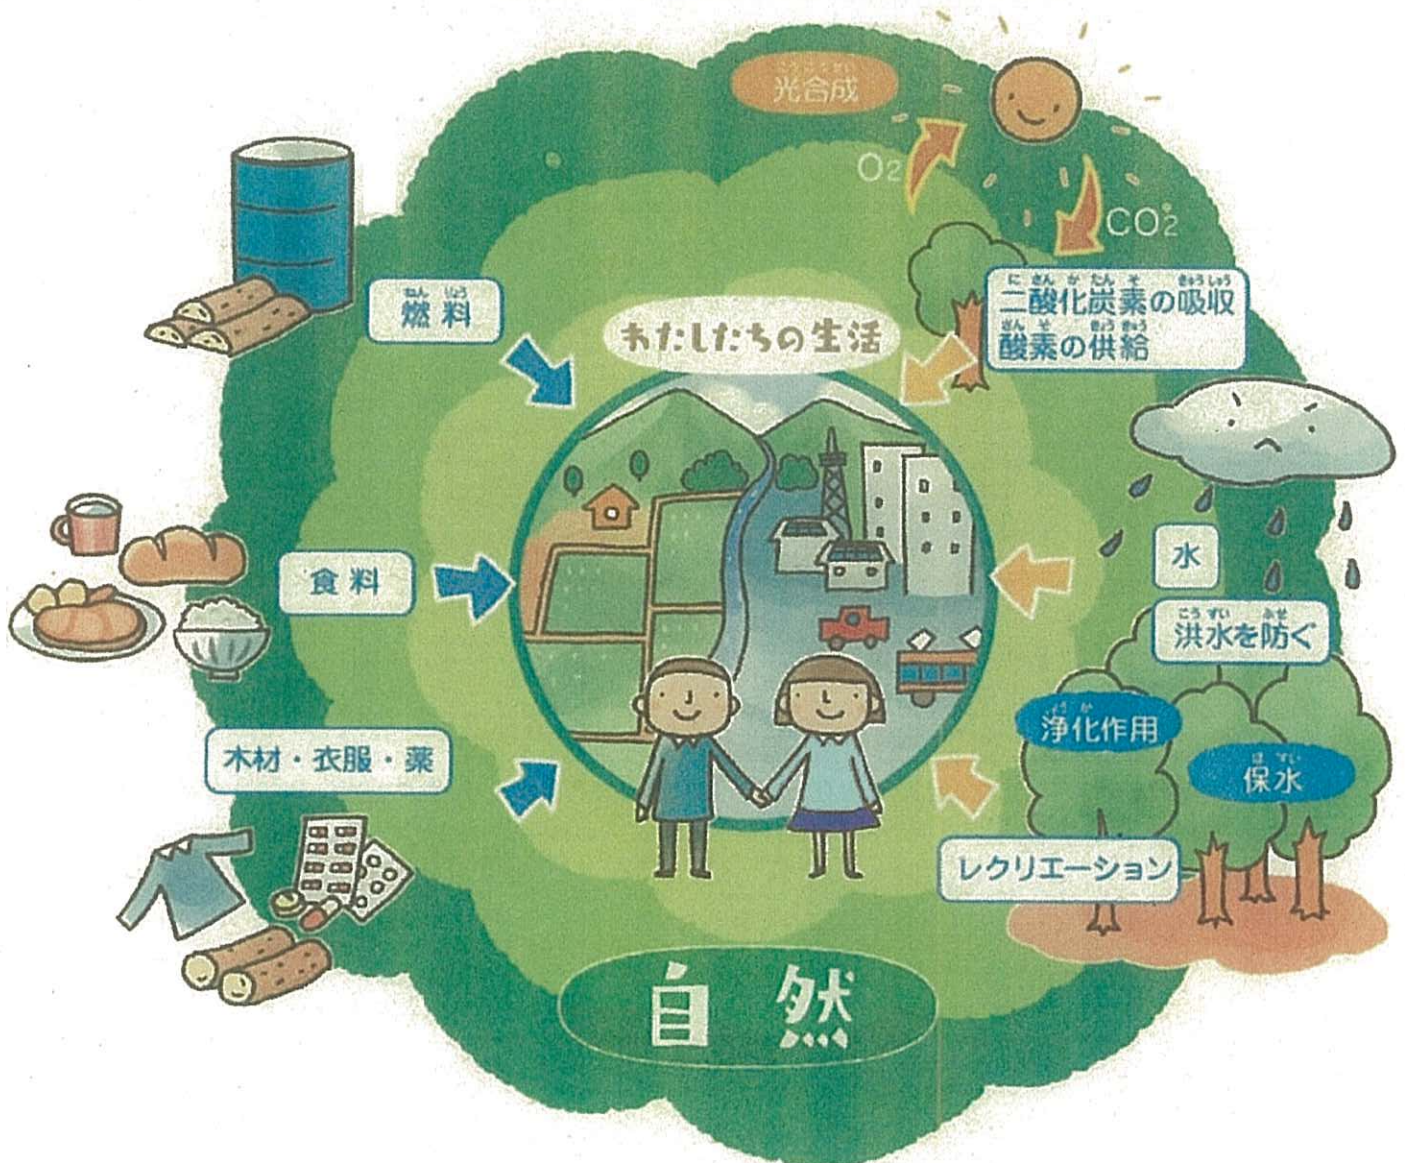 光合成
O2
CO2
燃料
二酸化炭素の吸収
酸素の供給
わたしたちの生活
水
食料
洪水を防ぐ
浄化作用
木材・衣服・薬
保水
レクリエーション
自然